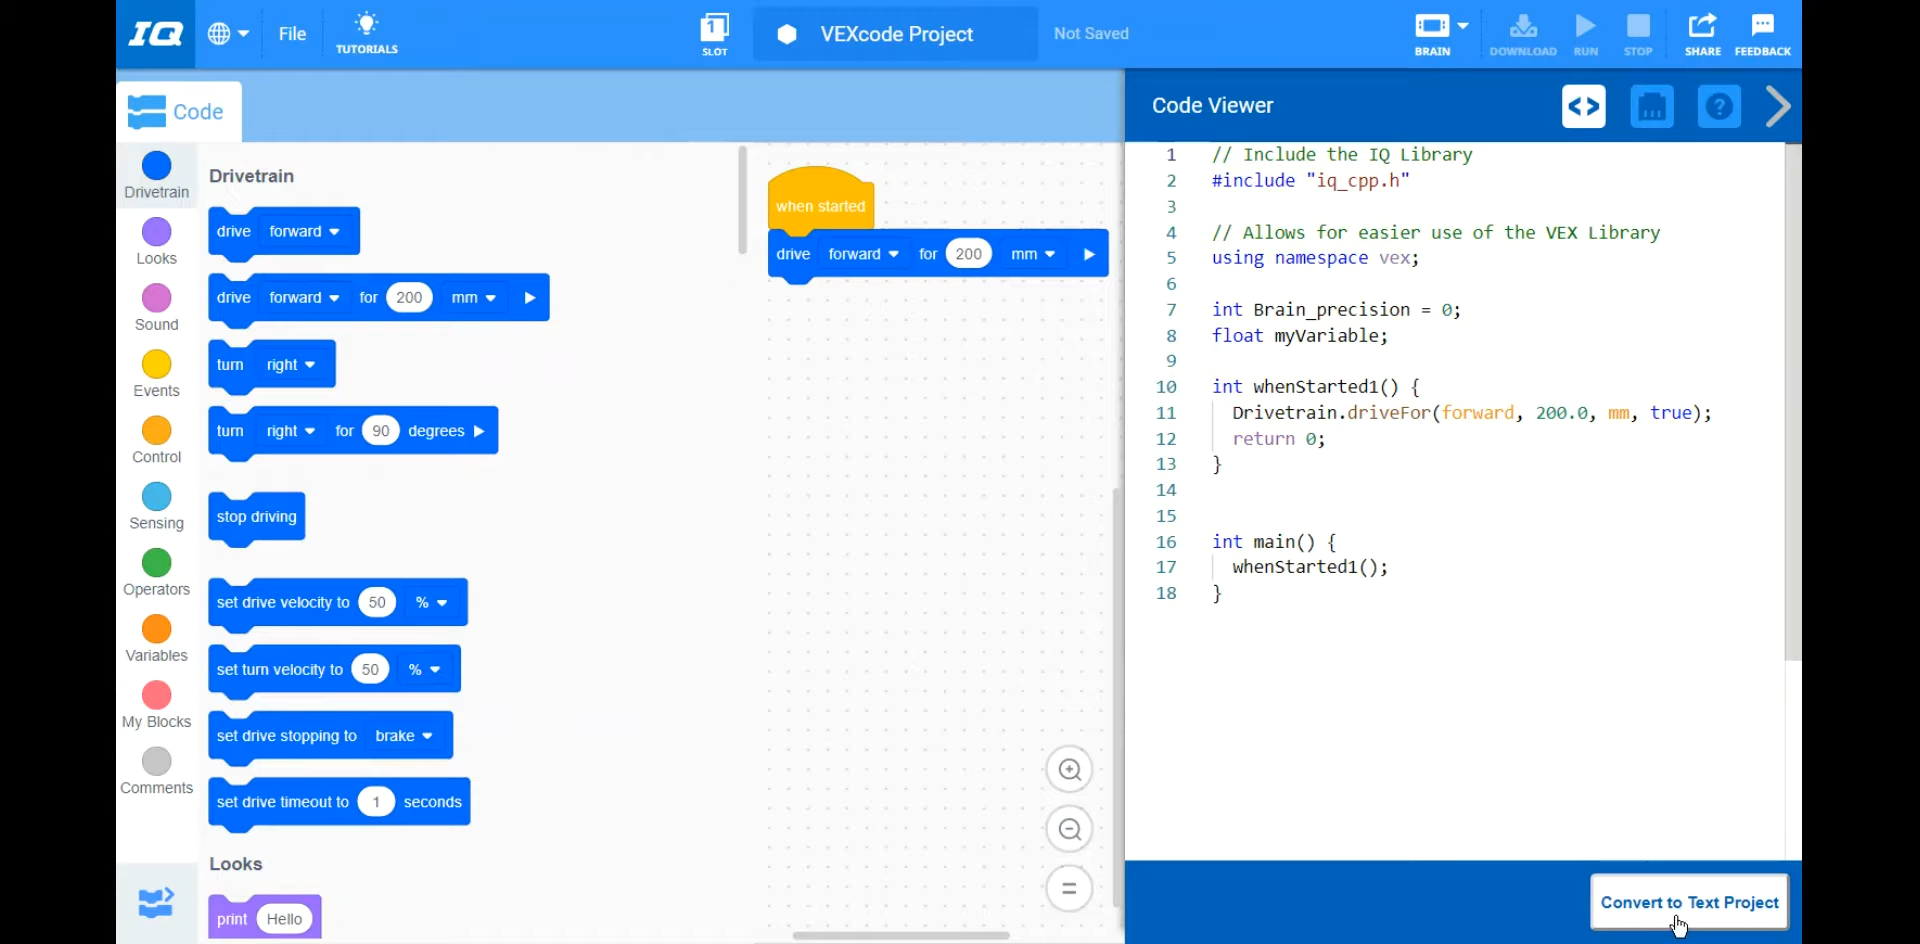 IQ
File
TUTORIALS
1
SLOT
VEXcode Project
Not Saved
BRAIN
DOWNLOAD
RUN
STOP
SHARE
FEEDBACK
Code
Drivetrain
Looks
Sound
Events
Control
Sensing
Operators
Variables
My Blocks
Comments
Drivetrain
drive forward
drive forward for 200 mm
turn right
turn right for 90 degrees
stop driving
set drive velocity to 50 %
set turn velocity to 50 %
set drive stopping to brake
set drive timeout to 1 seconds
Looks
print Hello
when started
drive forward for 200 mm
Code Viewer
?
1 // Include the IQ Library
2 #include "iq_cpp.h"
3
4 // Allows for easier use of the VEX Library
5 using namespace vex;
6
7 int Brain_precision = 0;
8 float myVariable;
9
10 int whenStarted1() {
11 Drivetrain.driveFor(forward, 200.0, mm, true);
12 return 0;
13 }
14
15
16 int main() {
17 whenStarted1();
18 }
Convert to Text Project